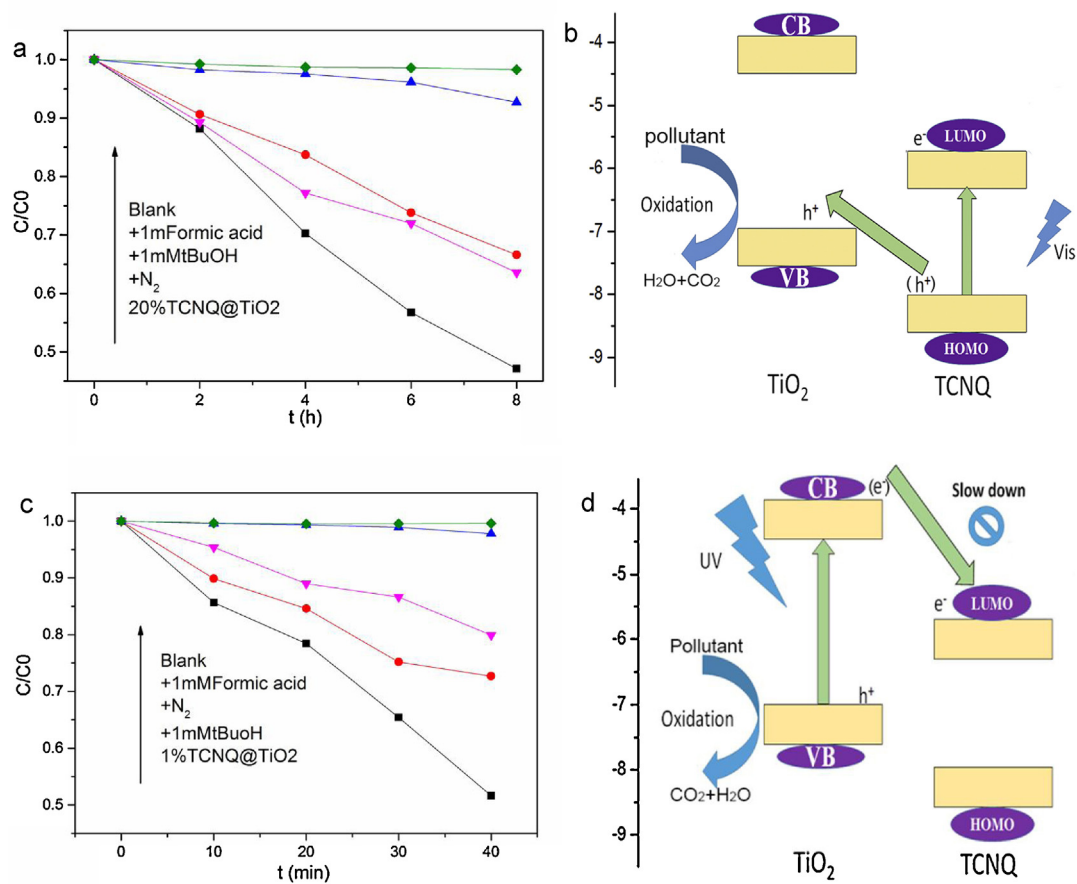 a
1.0
0.9
0.8
0.7
0.6
0.5
C/C0
Blank
+1mFormic acid
+1mMtBuOH
+N₂
20%TCNQ@TiO2
0 2 4 6 8
t (h)
b
-4
-5
-6
-7
-8
-9
CB
pollutant
Oxidation
H₂O+CO₂
h⁺
VB
TiO₂
e⁻
LUMO
Vis
(h⁺)
HOMO
TCNQ
c
1.0
0.9
0.8
0.7
0.6
0.5
C/C0
Blank
+1mMFormic acid
+N₂
+1mMtBuoH
1%TCNQ@TiO2
0 10 20 30 40
t (min)
d
-4
-5
-6
-7
-8
-9
CB
(e⁻)
Slow down
UV
e⁻
LUMO
Pollutant
Oxidation
CO₂+H₂O
h⁺
VB
TiO₂
HOMO
TCNQ